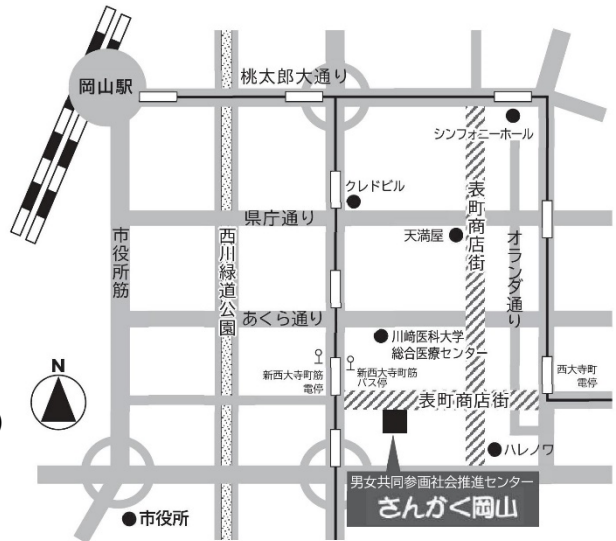 岡山駅
桃太郎大通り
シンフォニーホール
クレドビル
県庁通り
天満屋
表町商店街
オランダ通り
市役所筋
西川緑道公園
あくら通り
川崎医科大学
総合医療センター
新西大寺町筋
電停
新西大寺町筋
バス停
西大寺町
電停
N
表町商店街
ハレノワ
男女共同参画社会推進センター
さんかく岡山
市役所